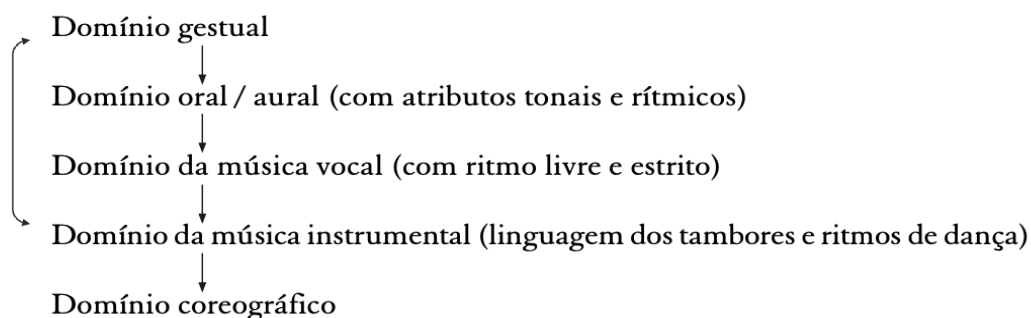 Domínio gestual
Domínio oral / aural (com atributos tonais e rítmicos)
Domínio da música vocal (com ritmo livre e estrito)
Domínio da música instrumental (linguagem dos tambores e ritmos de dança)
Domínio coreográfico